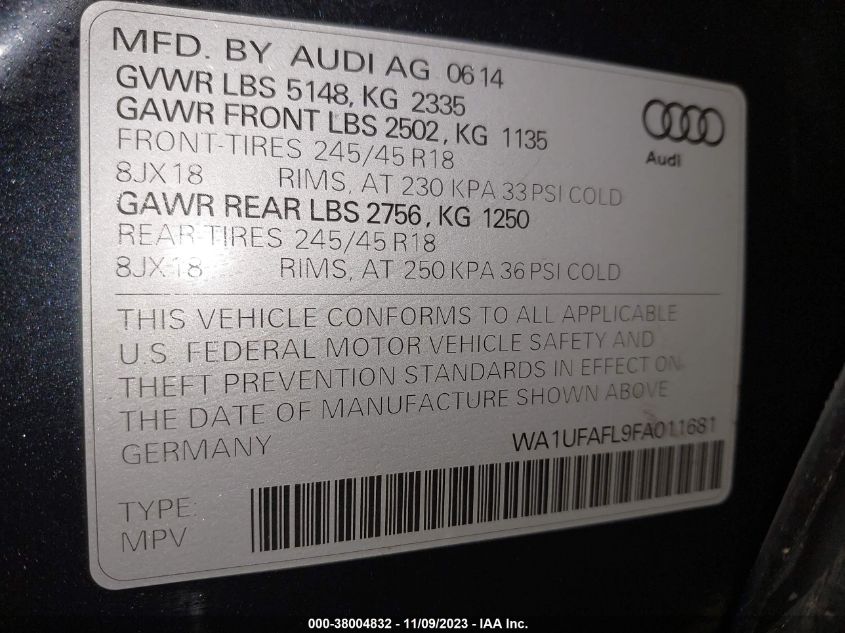 MFD. BY AUDI AG 0614
GVWR LBS 5148, KG 2335
GAWR FRONT LBS 2502, KG 1135
FRONT-TIRES 245/45 R18
8JX18 RIMS, AT 230 KPA 33 PSI COLD
GAWR REAR LBS 2756, KG 1250
REAR-TIRES 245/45 R18
8JX18 RIMS, AT 250 KPA 36 PSI COLD
Audi
THIS VEHICLE CONFORMS TO ALL APPLICABLE
U.S. FEDERAL MOTOR VEHICLE SAFETY AND
THEFT PREVENTION STANDARDS IN EFFECT ON
THE DATE OF MANUFACTURE SHOWN ABOVE
GERMANY WA1UFAFL9FA011681
TYPE:
MPV
000-38004832 - 11/09/2023 - IAA Inc.